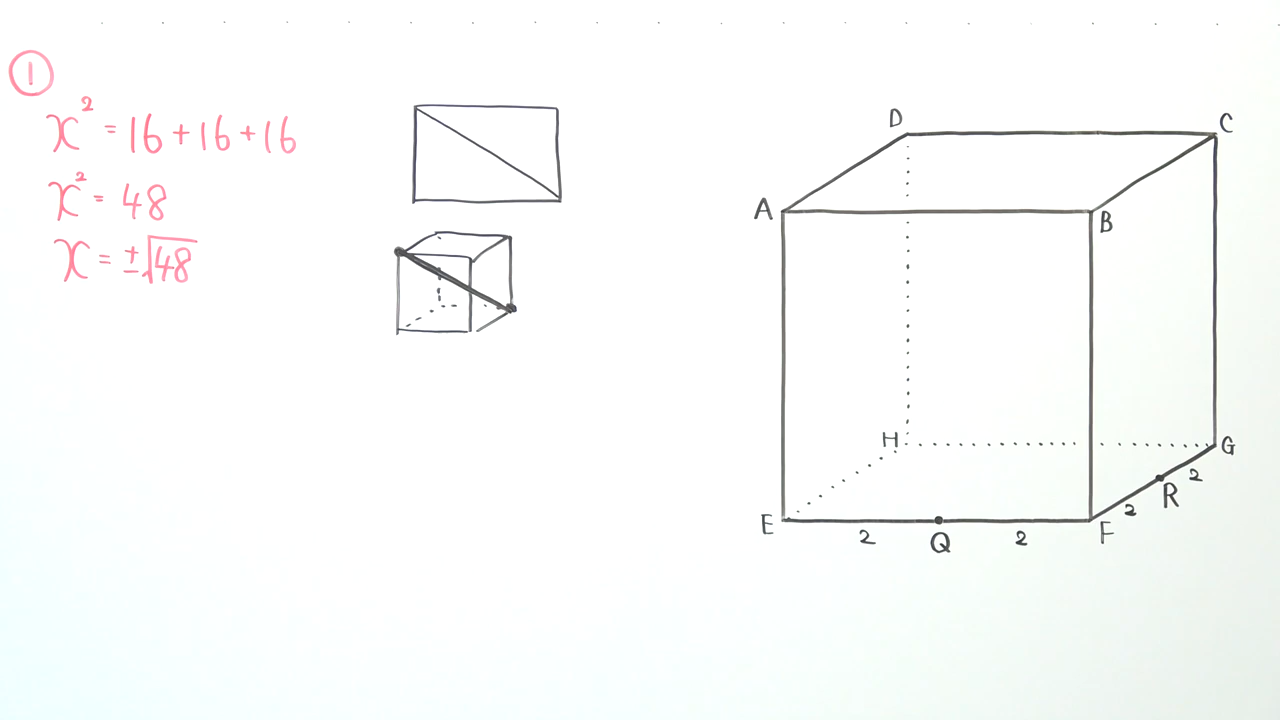 ①
x² = 16 + 16 + 16
x² = 48
x = ±√48
D
C
A
B
H
G
2
R
2
E
2
Q
2
F